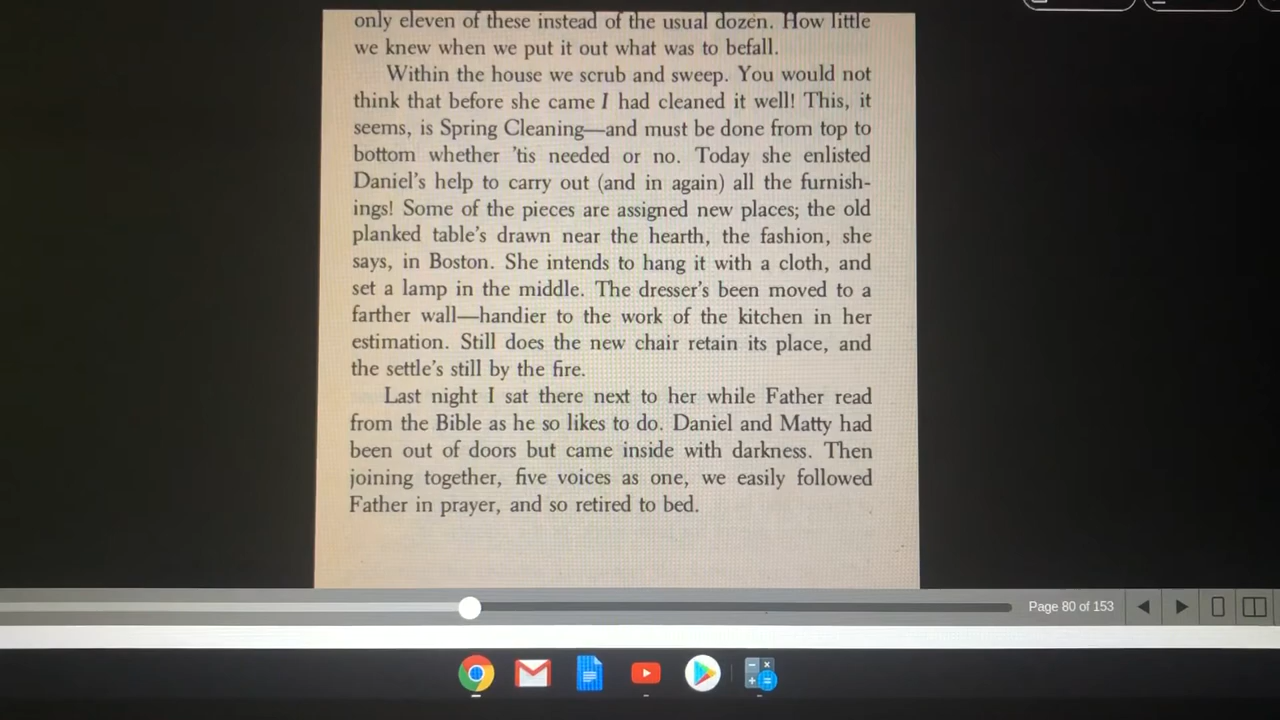 only eleven of these instead of the usual dozen. How little
we knew when we put it out what was to befall.
Within the house we scrub and sweep. You would not
think that before she came I had cleaned it well! This, it
seems, is Spring Cleaning—and must be done from top to
bottom whether 'tis needed or no. Today she enlisted
Daniel's help to carry out (and in again) all the furnish-
ings! Some of the pieces are assigned new places; the old
planked table's drawn near the hearth, the fashion, she
says, in Boston. She intends to hang it with a cloth, and
set a lamp in the middle. The dresser's been moved to a
farther wall—handier to the work of the kitchen in her
estimation. Still does the new chair retain its place, and
the settle's still by the fire.
Last night I sat there next to her while Father read
from the Bible as he so likes to do. Daniel and Matty had
been out of doors but came inside with darkness. Then
joining together, five voices as one, we easily followed
Father in prayer, and so retired to bed.
Page 80 of 153